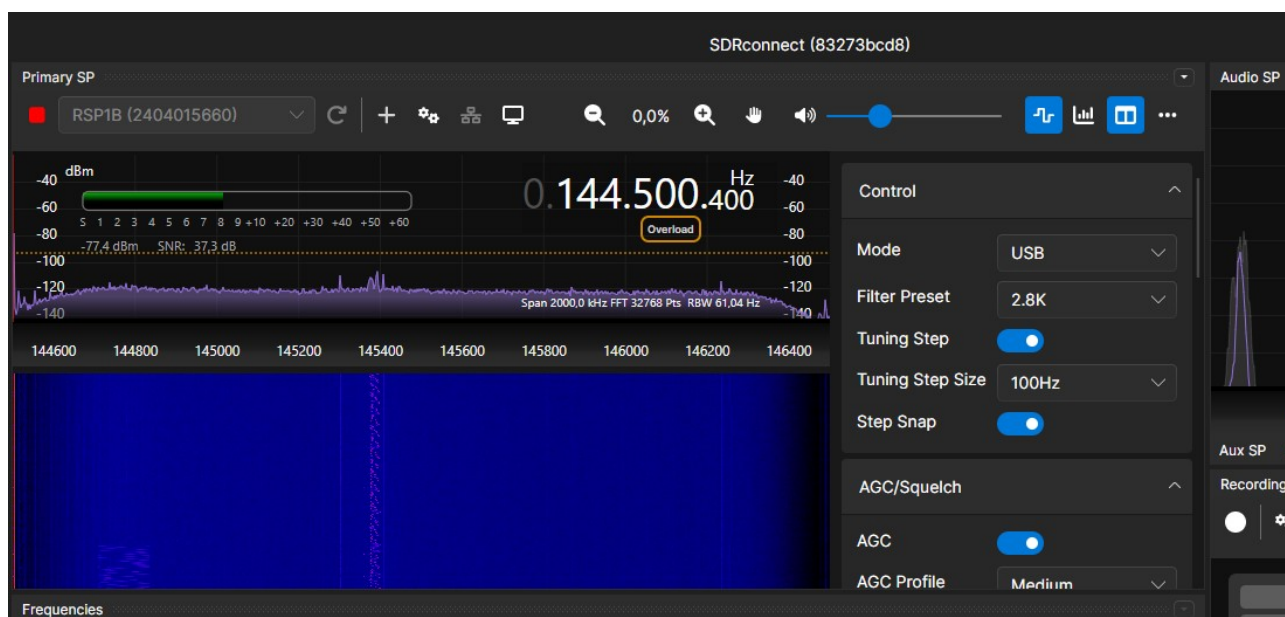 SDRconnect (83273bcd8)
Primary SP
Audio SP
RSP1B (2404015660)
0,0%
dBm
-40
-60
-80
-100
-120
-140
S 1 2 3 4 5 6 7 8 9 +10 +20 +30 +40 +50 +60
-77,4 dBm SNR: 37,3 dB
0.144.500.400 Hz
Overload
-40
-60
-80
-100
-120
-140
Span 2000,0 kHz FFT 32768 Pts RBW 61,04 Hz
144600 144800 145000 145200 145400 145600 145800 146000 146200 146400
Control
Mode USB
Filter Preset 2.8K
Tuning Step
Tuning Step Size 100Hz
Step Snap
AGC/Squelch
AGC
AGC Profile Medium
Aux SP
Recording
Frequencies